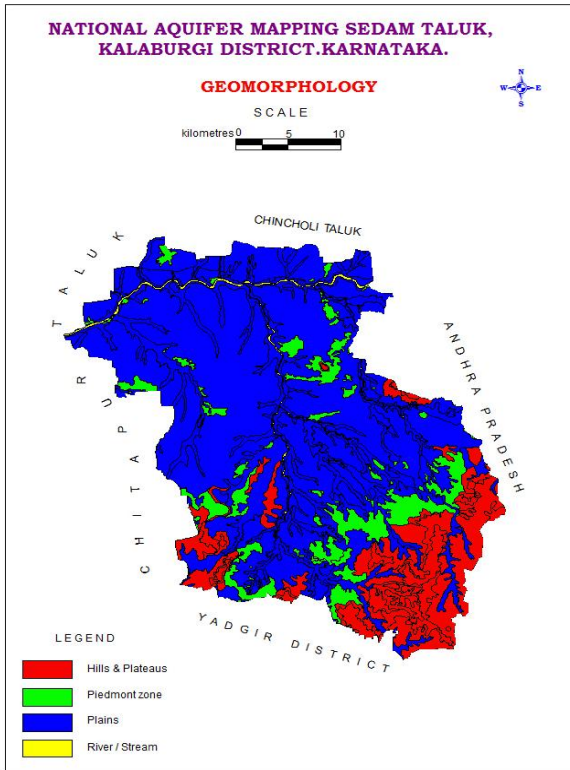 NATIONAL AQUIFER MAPPING SEDAM TALUK,
KALABURGI DISTRICT.KARNATAKA.
GEOMORPHOLOGY
N
W E
S
SCALE
kilometres 0 5 10
CHINCHOLI TALUK
CHITAPUR TALUK
ANDHRA PRADESH
YADGIR DISTRICT
LEGEND
Hills & Plateaus
Piedmont zone
Plains
River / Stream